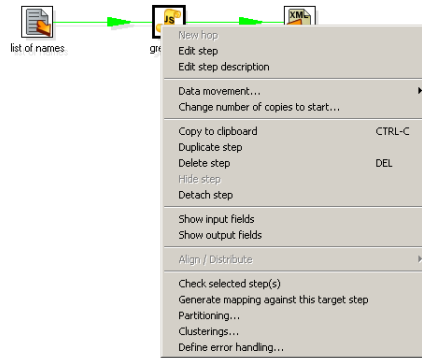 JS
XML
list of names
gre
New hop
Edit step
Edit step description
Data movement...
Change number of copies to start...
Copy to clipboard CTRL-C
Duplicate step
Delete step DEL
Hide step
Detach step
Show input fields
Show output fields
Align / Distribute
Check selected step(s)
Generate mapping against this target step
Partitioning...
Clusterings...
Define error handling...